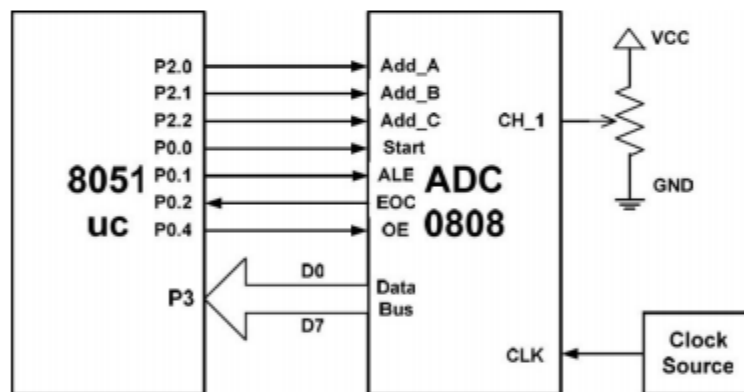 8051
uc
P2.0
P2.1
P2.2
P0.0
P0.1
P0.2
P0.4
P3
D0
D7
Add_A
Add_B
Add_C
Start
ALE
EOC
OE
Data
Bus
ADC
0808
CH_1
CLK
VCC
GND
Clock
Source